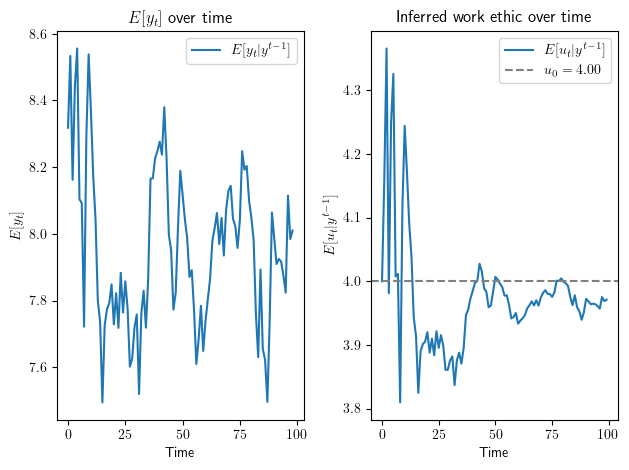 E[y_t] over time
E[y_t|y^{t−1}]
8.6
8.4
8.2
8.0
7.8
7.6
E[y_t]
0
25
50
75
100
Time
Inferred work ethic over time
E[u_t|y^{t−1}]
u_0 = 4.00
4.3
4.2
4.1
4.0
3.9
3.8
E[u_t|y^{t−1}]
0
25
50
75
100
Time